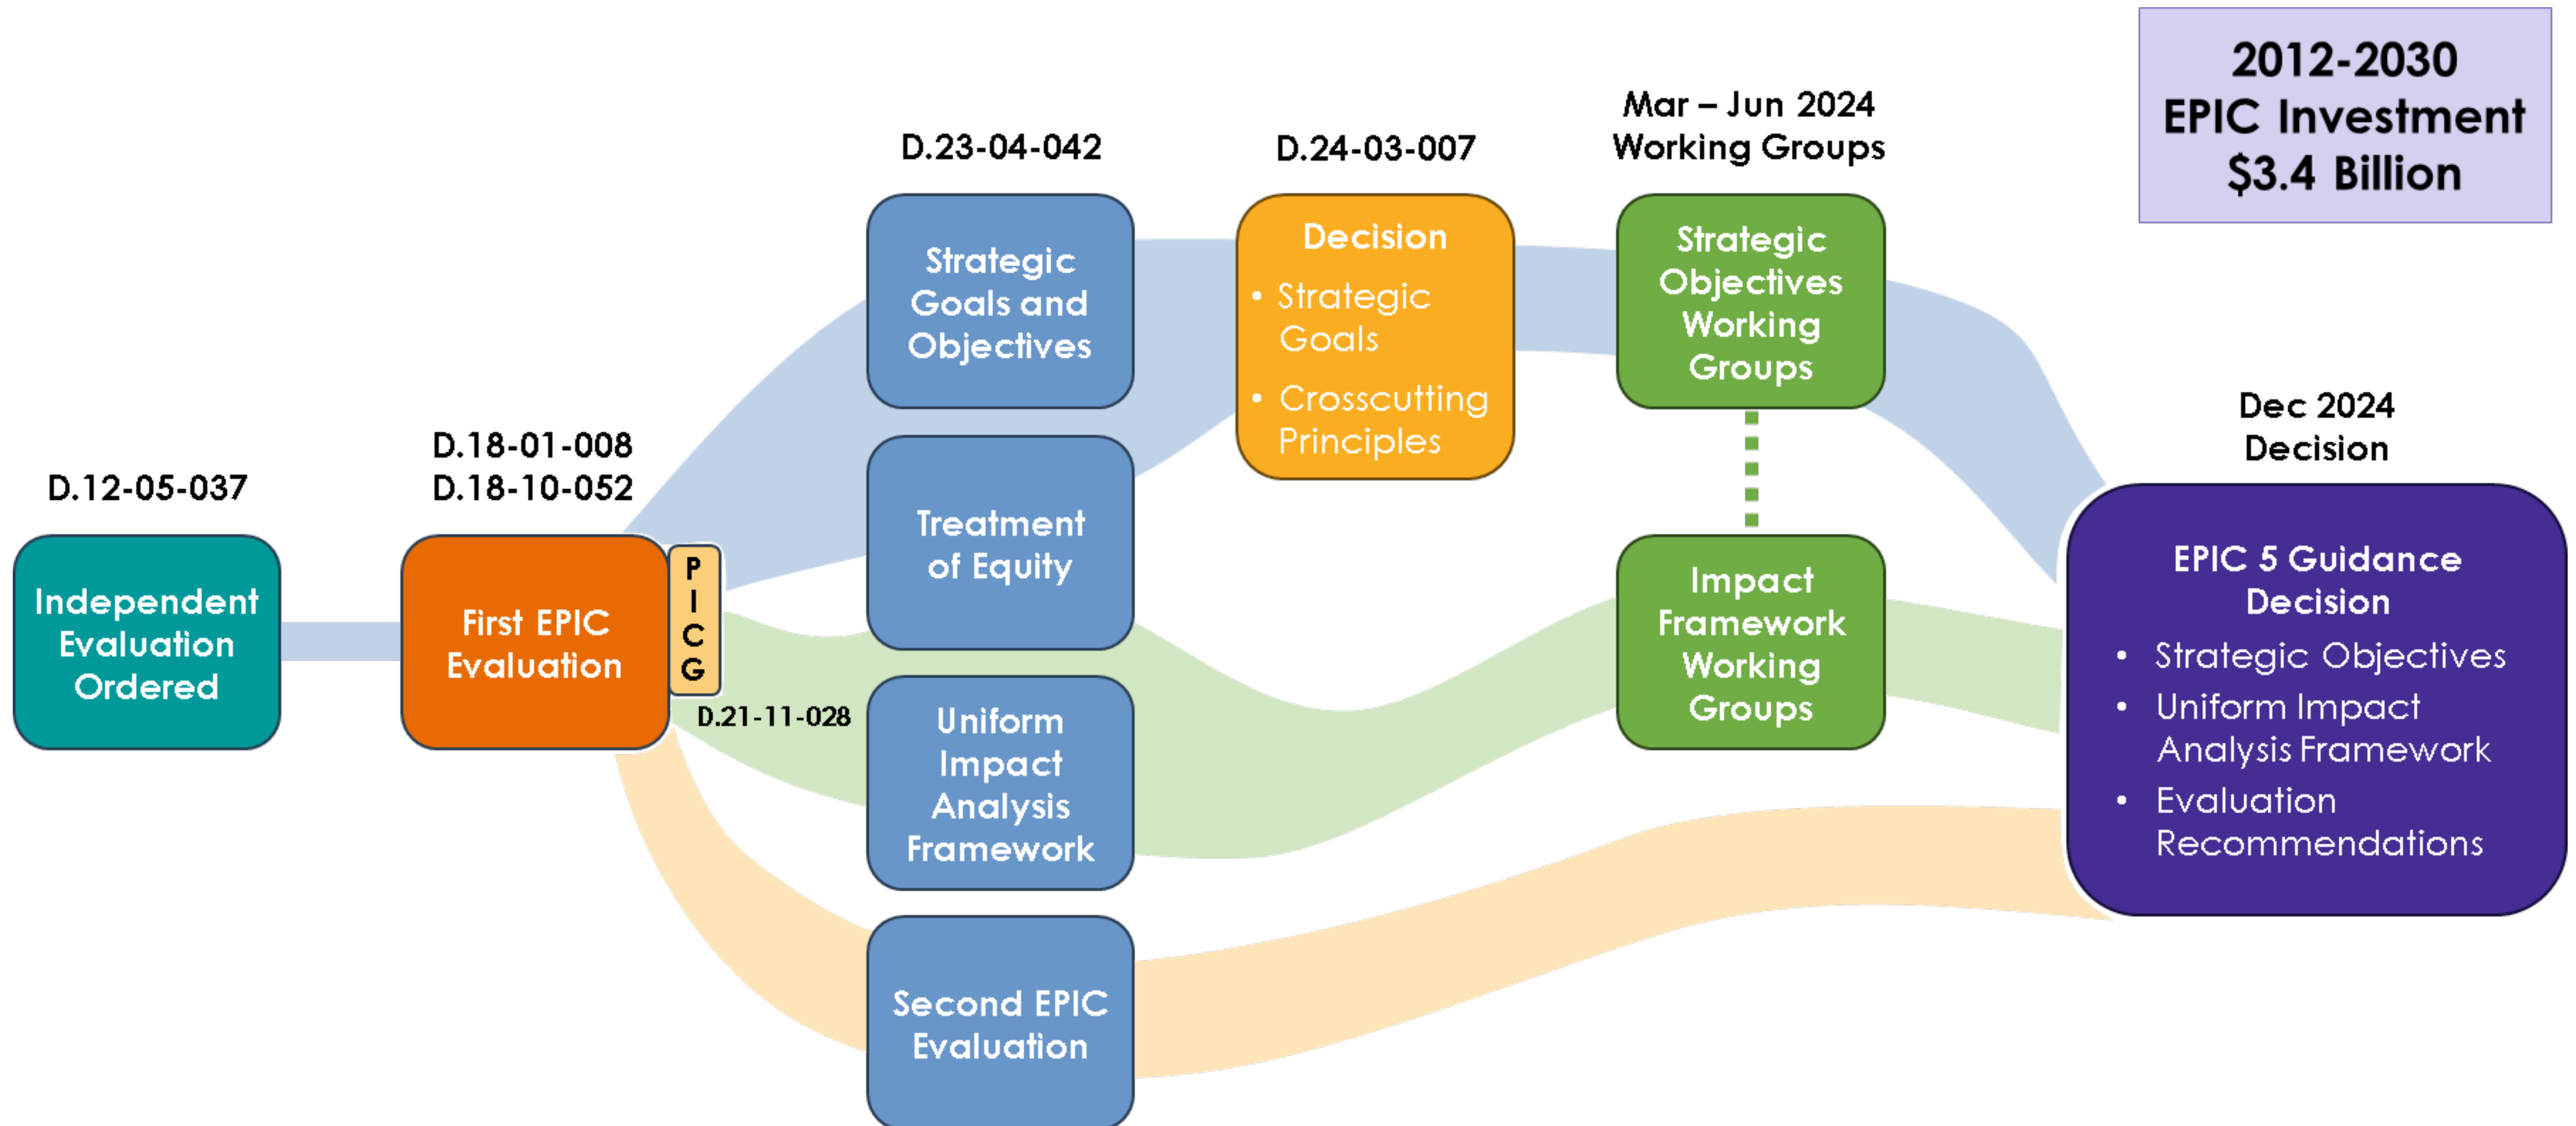 2012-2030
EPIC Investment
$3.4 Billion
D.12-05-037
Independent
Evaluation
Ordered
D.18-01-008
D.18-10-052
First EPIC
Evaluation
P
I
C
G
D.21-11-028
D.23-04-042
Strategic
Goals and
Objectives
Treatment
of Equity
Uniform
Impact
Analysis
Framework
Second EPIC
Evaluation
D.24-03-007
Decision
• Strategic
Goals
• Crosscutting
Principles
Mar – Jun 2024
Working Groups
Strategic
Objectives
Working
Groups
Impact
Framework
Working
Groups
Dec 2024
Decision
EPIC 5 Guidance
Decision
• Strategic Objectives
• Uniform Impact
Analysis Framework
• Evaluation
Recommendations